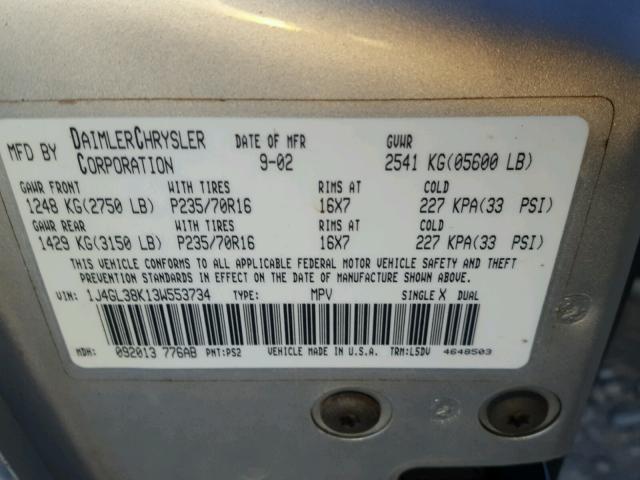 MFD BY DAIMLERCHRYSLER CORPORATION DATE OF MFR 9-02 GVWR 2541 KG(05600 LB)
GAWR FRONT WITH TIRES RIMS AT COLD
1248 KG(2750 LB) P235/70R16 16X7 227 KPA(33 PSI)
GAWR REAR WITH TIRES RIMS AT COLD
1429 KG(3150 LB) P235/70R16 16X7 227 KPA(33 PSI)
THIS VEHICLE CONFORMS TO ALL APPLICABLE FEDERAL MOTOR VEHICLE SAFETY AND THEFT
PREVENTION STANDARDS IN EFFECT ON THE DATE OF MANUFACTURE SHOWN ABOVE.
VIN: 1J4GL38K13W553734 TYPE: MPV SINGLE X DUAL
MDH: 092013 776AB PNT:PS2 VEHICLE MADE IN U.S.A. TRM:L5DV 4648503